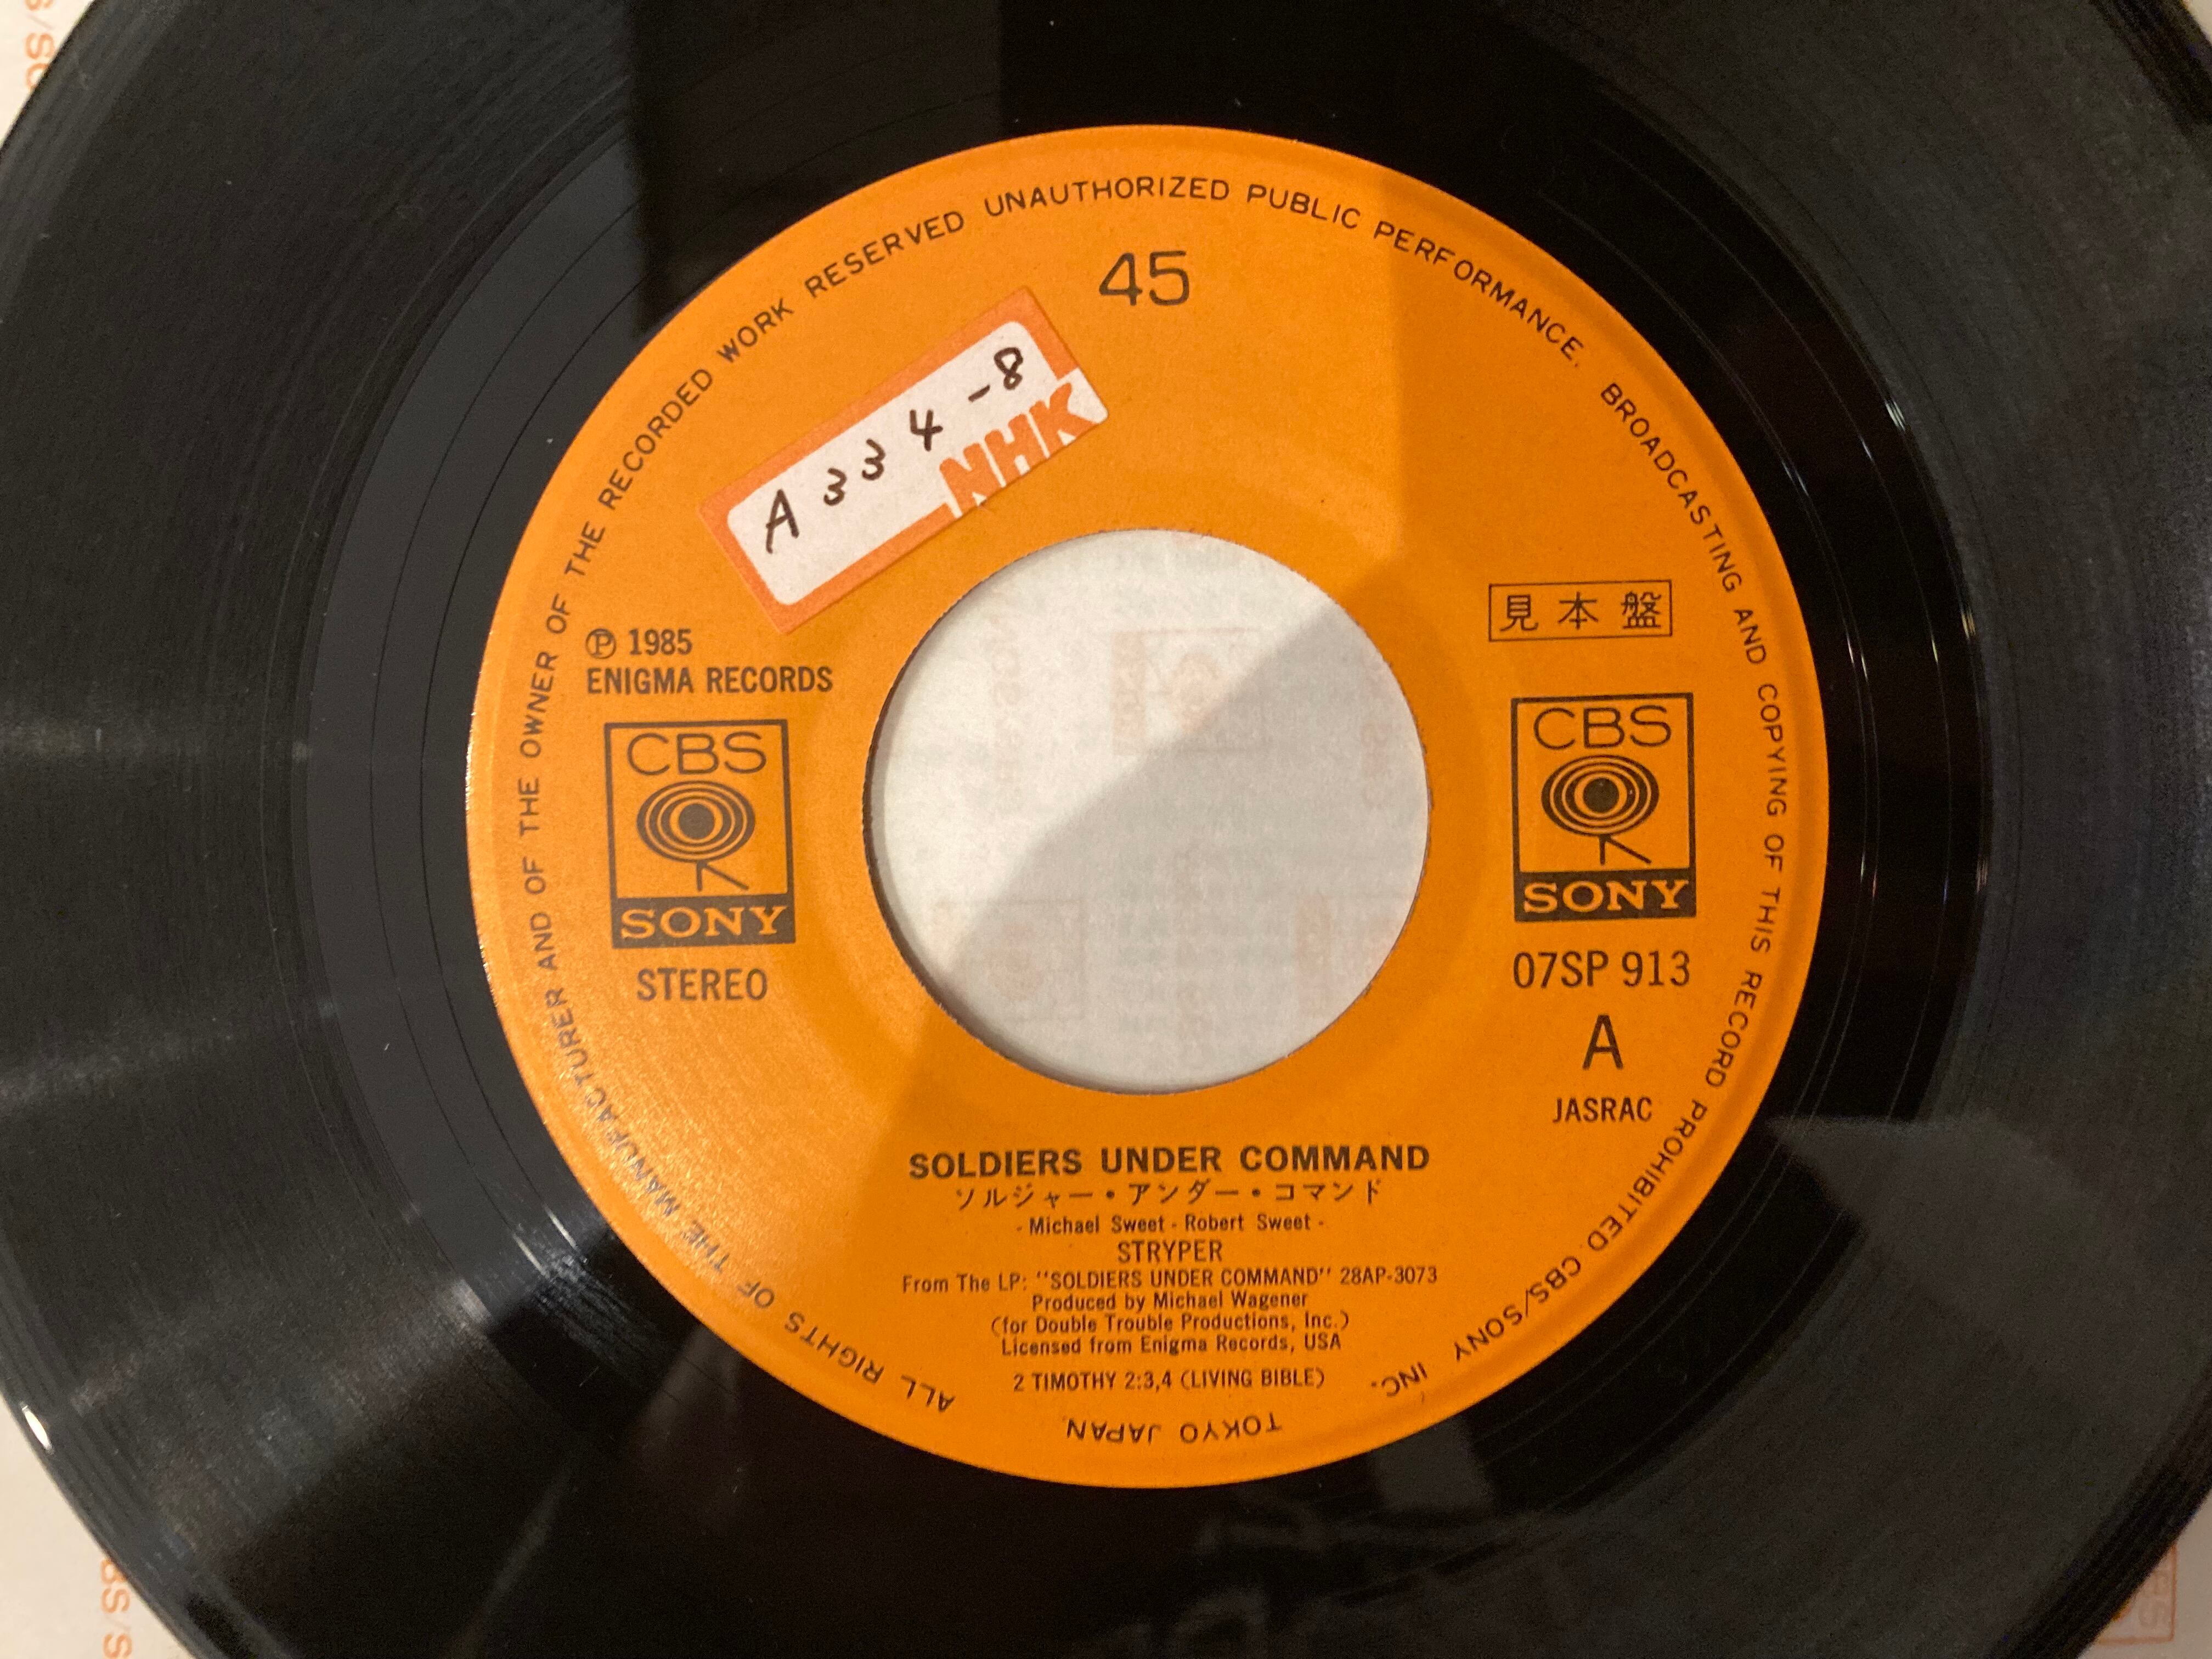 ALL RIGHTS OF THE MANUFACTURER AND OF THE OWNER OF THE RECORDED WORK RESERVED UNAUTHORIZED PUBLIC PERFORMANCE. BROADCASTING AND COPYING OF THIS RECORD PROHIBITED CBS/SONY INC. TOKYO JAPAN
45
A 334-8
NHK
℗ 1985
ENIGMA RECORDS
CBS
SONY
STEREO
見本盤
CBS
SONY
07SP 913
A
JASRAC
SOLDIERS UNDER COMMAND
ソルジャー・アンダー・コマンド
- Michael Sweet - Robert Sweet -
STRYPER
From The LP: "SOLDIERS UNDER COMMAND" 28AP-3073
Produced by Michael Wagener
(for Double Trouble Productions, Inc.)
Licensed from Enigma Records, USA
2 TIMOTHY 2:3,4 (LIVING BIBLE)